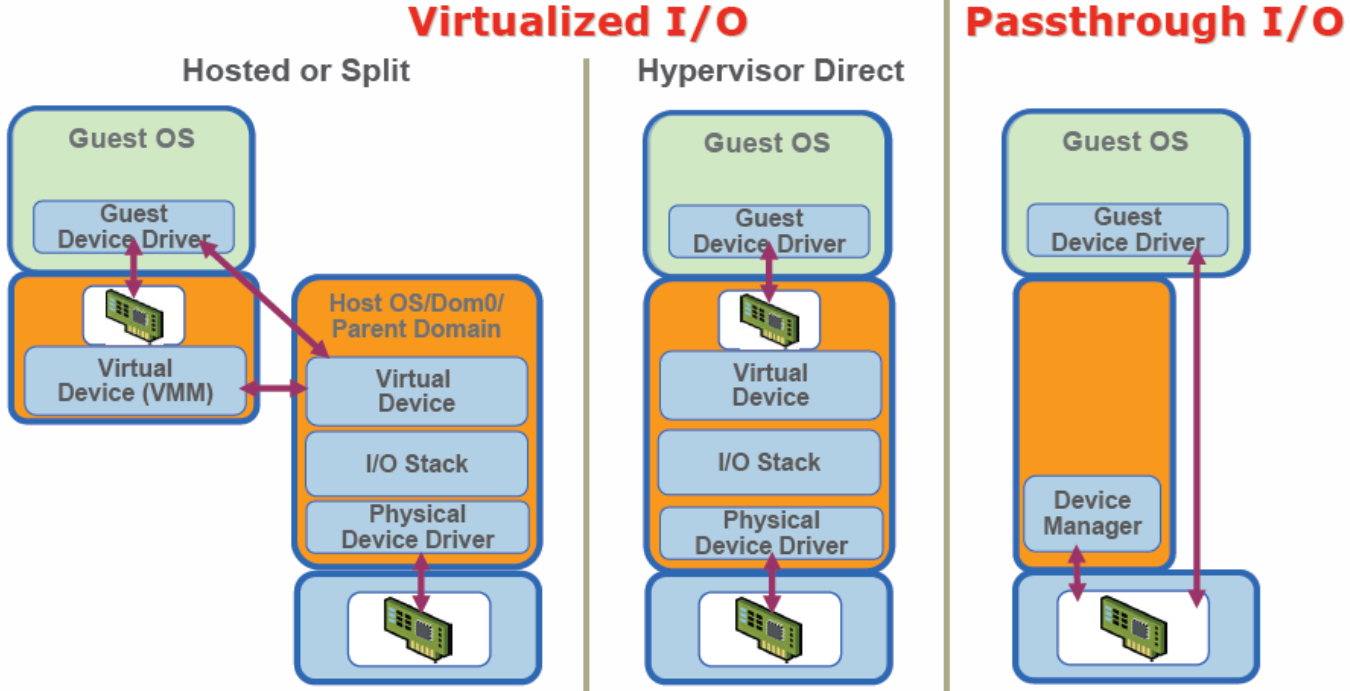 Virtualized I/O
Passthrough I/O
Hosted or Split
Hypervisor Direct
Guest OS
Guest
Device Driver
Virtual
Device (VMM)
Host OS/Dom0/
Parent Domain
Virtual
Device
I/O Stack
Physical
Device Driver
Guest OS
Guest
Device Driver
Virtual
Device
I/O Stack
Physical
Device Driver
Guest OS
Guest
Device Driver
Device
Manager